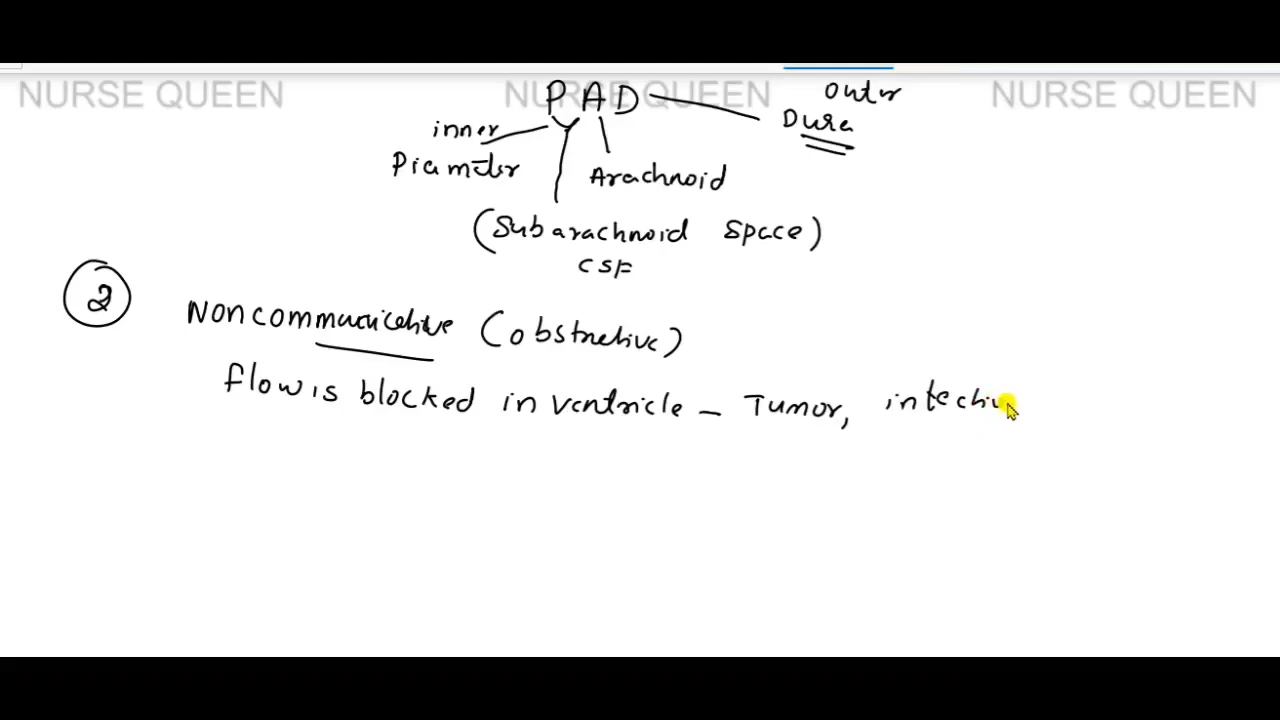 NURSE QUEEN NURSE QUEEN NURSE QUEEN
PAD
outer
Dura
inner
Piamater
Arachnoid
(Subarachnoid space)
CSF
2
Noncommunicative (obstructive)
flow is blocked in ventricle - Tumor,